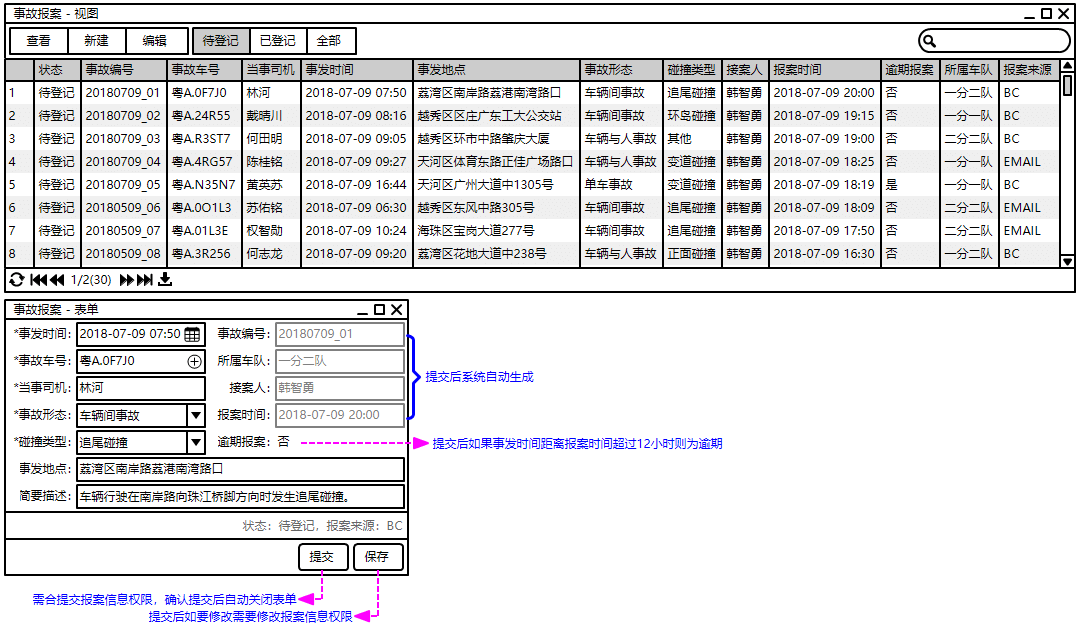 事故报案 - 视图
查看 新建 编辑 待登记 已登记 全部
状态 事故编号 事故车号 当事司机 事发时间 事发地点 事故形态 碰撞类型 接案人 报案时间 逾期报案 所属车队 报案来源
1 待登记 20180709_01 粤A.0F7J0 林河 2018-07-09 07:50 荔湾区南岸路荔港南湾路口 车辆间事故 追尾碰撞 韩智勇 2018-07-09 20:00 否 一分二队 BC
2 待登记 20180709_02 粤A.24R55 戴晴川 2018-07-09 08:16 越秀区区庄广东工大公交站 车辆间事故 环岛碰撞 韩智勇 2018-07-09 19:15 否 一分二队 BC
3 待登记 20180709_03 粤A.R3ST7 何田明 2018-07-09 09:05 越秀区环市中路肇庆大厦 车辆与人事故 其他 韩智勇 2018-07-09 19:00 否 二分二队 BC
4 待登记 20180709_04 粤A.4RG57 陈桂铭 2018-07-09 09:27 天河区体育东路正佳广场路口 车辆与人事故 变道碰撞 韩智勇 2018-07-09 18:25 否 一分一队 EMAIL
5 待登记 20180709_05 粤A.N35N7 黄英苏 2018-07-09 16:44 天河区广州大道中1305号 单车事故 变道碰撞 韩智勇 2018-07-09 18:19 是 一分一队 BC
6 待登记 20180509_06 粤A.0O1L3 苏佑铭 2018-07-09 06:30 越秀区东风中路305号 车辆间事故 追尾碰撞 韩智勇 2018-07-09 18:09 否 二分二队 EMAIL
7 待登记 20180509_07 粤A.01L3E 权智勋 2018-07-09 10:24 海珠区宝岗大道277号 车辆间事故 追尾碰撞 韩智勇 2018-07-09 17:50 否 二分二队 EMAIL
8 待登记 20180509_08 粤A.3R256 何志龙 2018-07-09 09:20 荔湾区花地大道中238号 车辆与人事故 正面碰撞 韩智勇 2018-07-09 16:30 否 一分二队 BC
1/2(30)
事故报案 - 表单
*事发时间: 2018-07-09 07:50 事故编号: 20180709_01
*事故车号: 粤A.0F7J0 所属车队: 一分二队
提交后系统自动生成
*当事司机: 林河 接案人: 韩智勇
*事故形态: 车辆间事故 报案时间: 2018-07-09 20:00
*碰撞类型: 追尾碰撞 逾期报案: 否 提交后如果事发时间距离报案时间超过12小时则为逾期
事发地点: 荔湾区南岸路荔港南湾路口
简要描述: 车辆行驶在南岸路向珠江桥脚方向时发生追尾碰撞。
状态: 待登记, 报案来源: BC
提交 保存
需合提交报案信息权限，确认提交后自动关闭表单
提交后如要修改需要修改报案信息权限